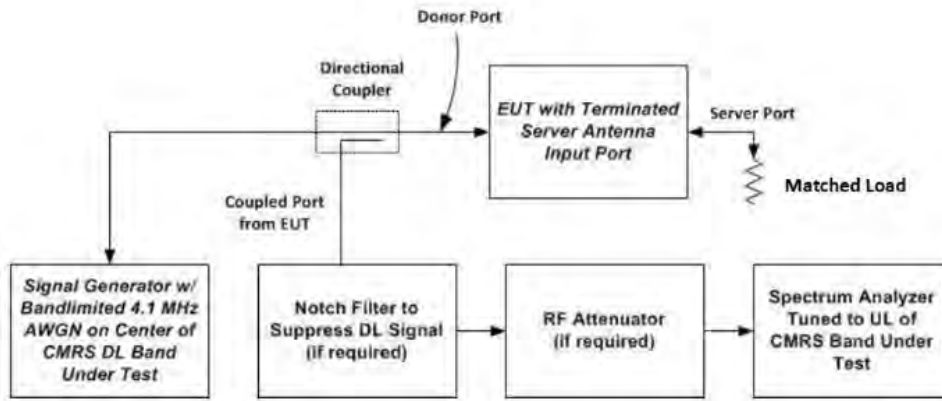 Donor Port
Directional
Coupler
EUT with Terminated
Server Antenna
Input Port
Server Port
Matched Load
Coupled Port
from EUT
Signal Generator w/
Bandlimited 4.1 MHz
AWGN on Center of
CMRS DL Band
Under Test
Notch Filter to
Suppress DL Signal
(if required)
RF Attenuator
(if required)
Spectrum Analyzer
Tuned to UL of
CMRS Band Under
Test